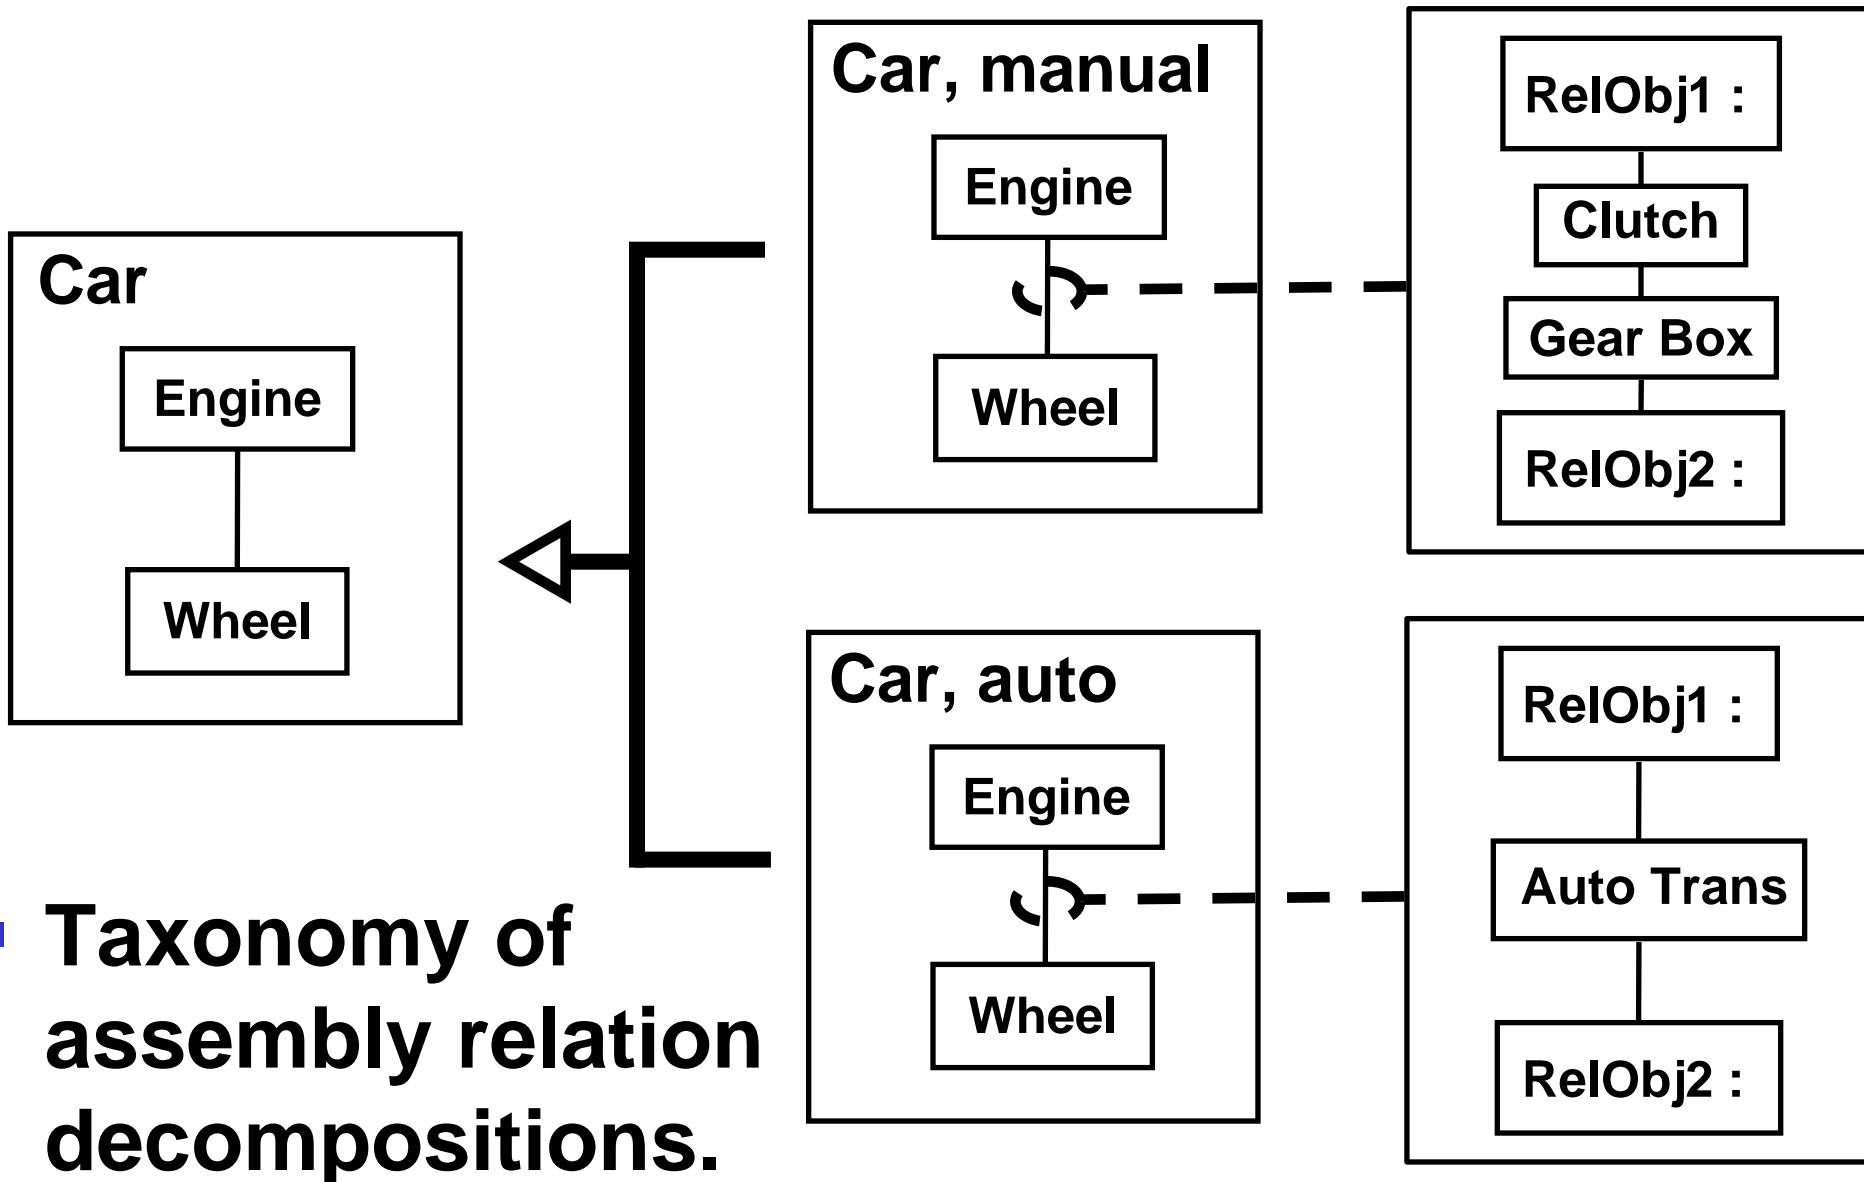 Car
Engine
Wheel
Car, manual
Engine
Wheel
RelObj1 :
Clutch
Gear Box
RelObj2 :
Car, auto
Engine
Wheel
RelObj1 :
Auto Trans
RelObj2 :
Taxonomy of
assembly relation
decompositions.